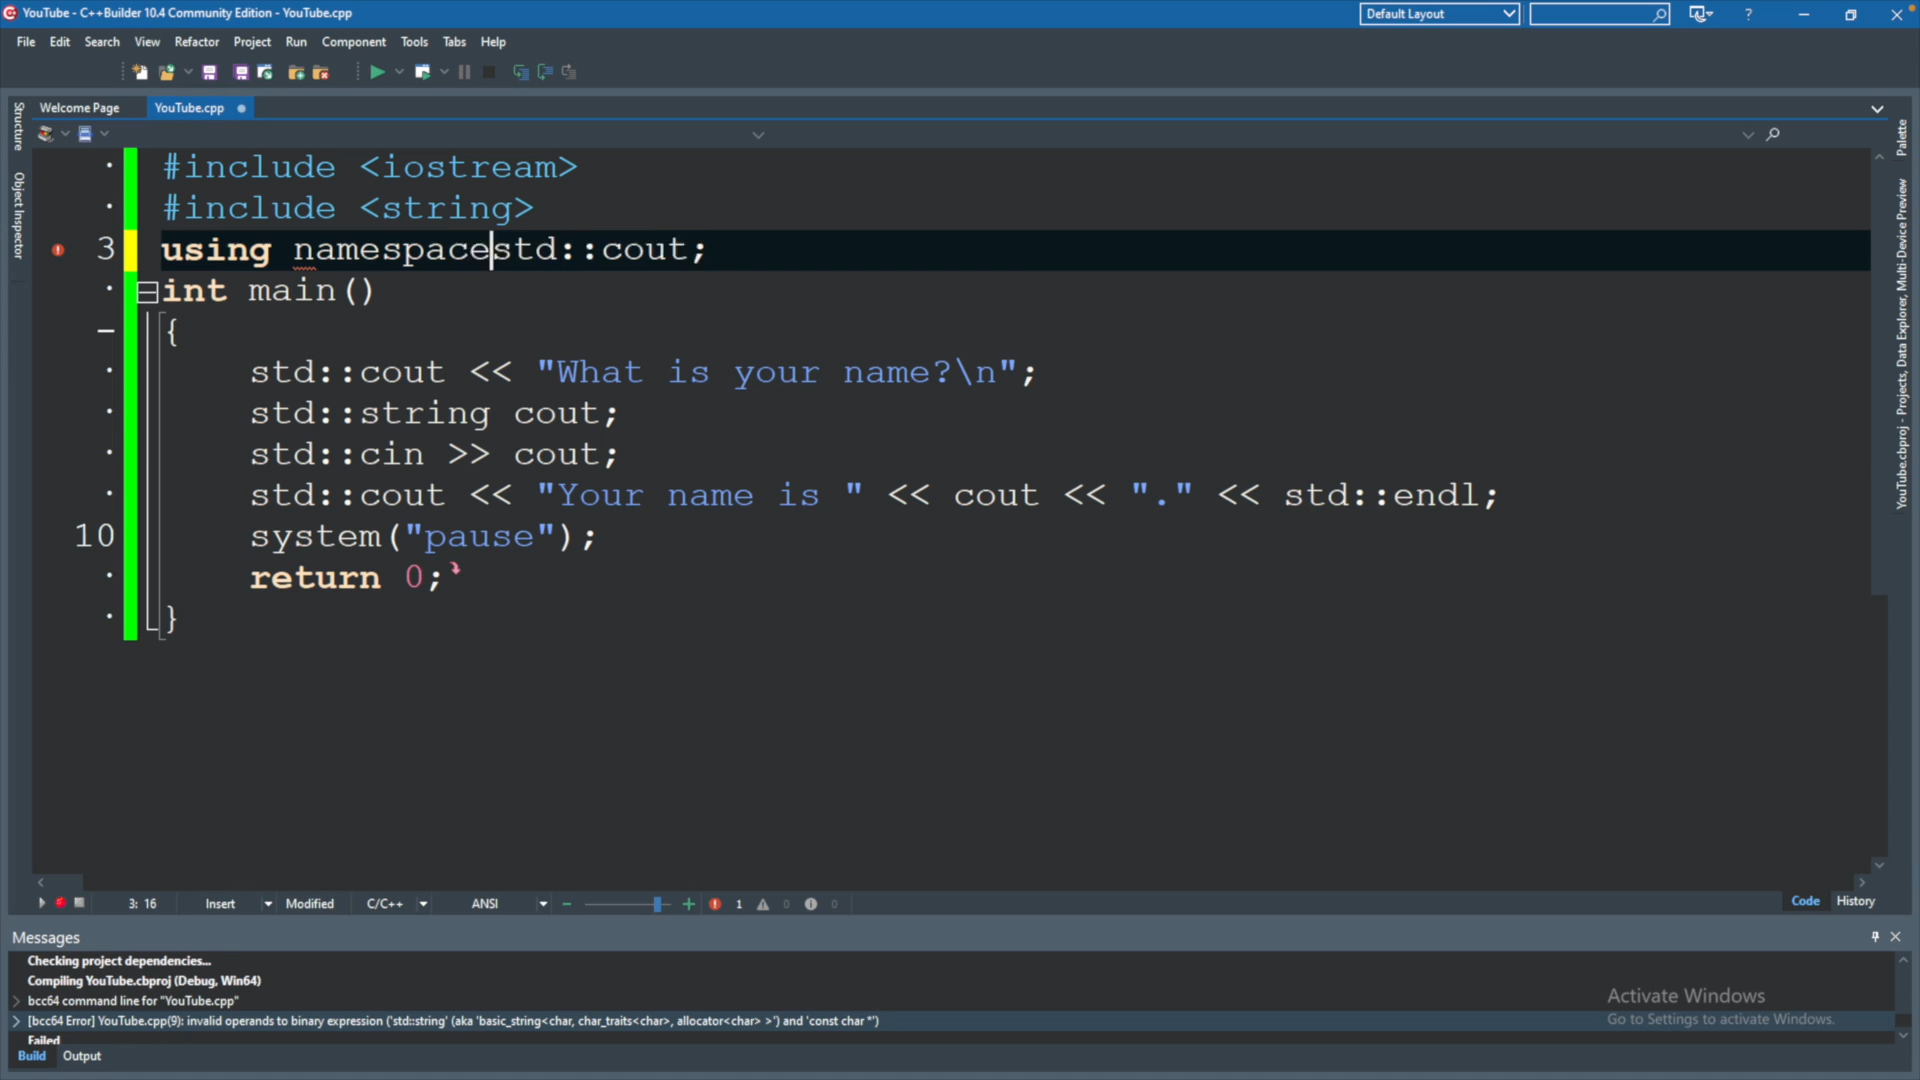 YouTube - C++Builder 10.4 Community Edition - YouTube.cpp
Default Layout
File Edit Search View Refactor Project Run Component Tools Tabs Help
Welcome Page YouTube.cpp
Structure
Object Inspector
Palette
YouTube.cbproj - Projects, Data Explorer, Multi-Device Preview
#include <iostream>
#include <string>
3 using namespacestd::cout;
int main()
{
std::cout << "What is your name?\n";
std::string cout;
std::cin >> cout;
std::cout << "Your name is " << cout << "." << std::endl;
10 system("pause");
return 0;
}
3: 16 Insert Modified C/C++ ANSI 1 0 0 Code History
Messages
Checking project dependencies...
Compiling YouTube.cbproj (Debug, Win64)
bcc64 command line for "YouTube.cpp"
[bcc64 Error] YouTube.cpp(9): invalid operands to binary expression ('std::string' (aka 'basic_string<char, char_traits<char>, allocator<char> >') and 'const char *')
Failed
Build Output
Activate Windows
Go to Settings to activate Windows.